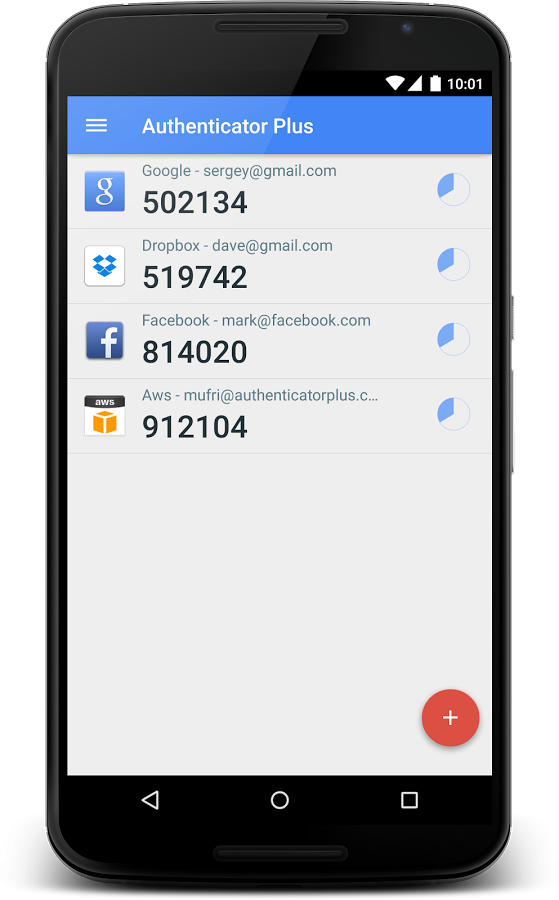 10:01
Authenticator Plus
Google - sergey@gmail.com
g
502134
Dropbox - dave@gmail.com
519742
Facebook - mark@facebook.com
f
814020
Aws - mufri@authenticatorplus.c...
aws
912104
+